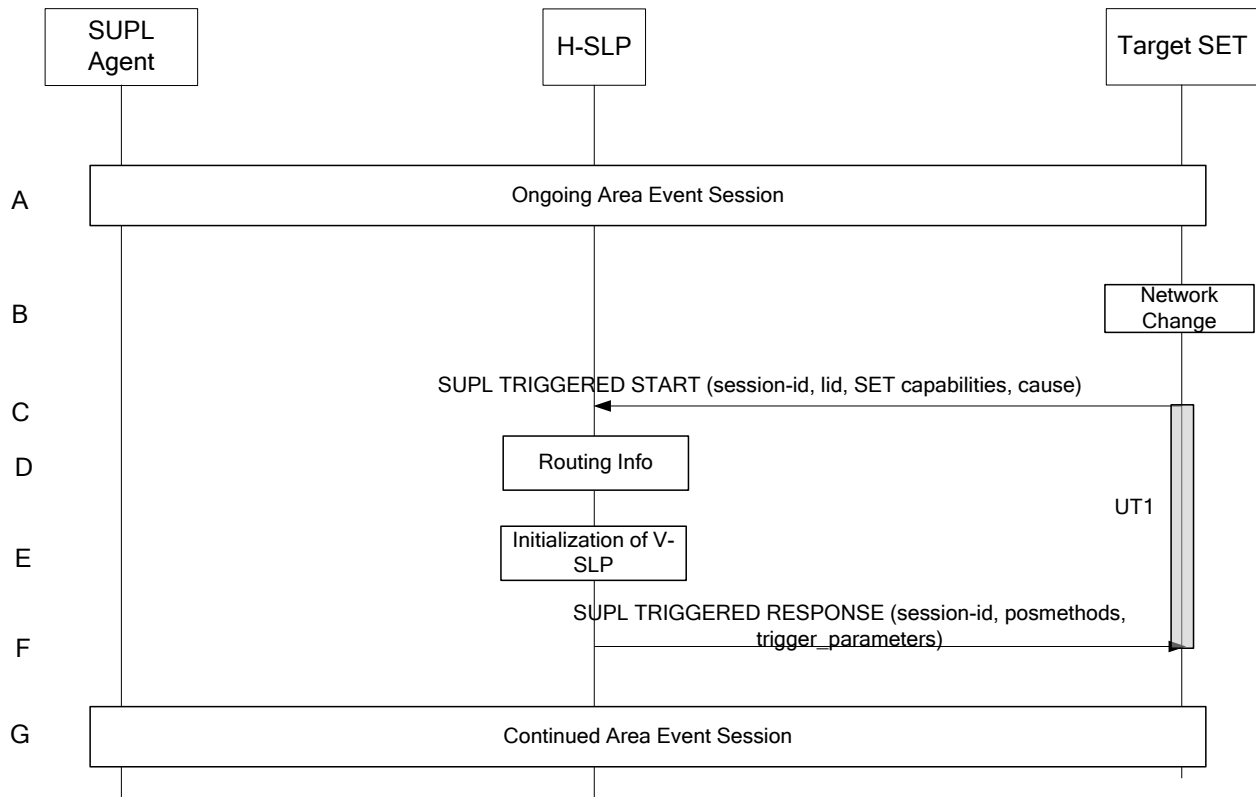 SUPL
Agent
H-SLP
Target SET
A
Ongoing Area Event Session
B
Network
Change
SUPL TRIGGERED START (session-id, lid, SET capabilities, cause)
C
D
Routing Info
UT1
E
Initialization of V-
SLP
SUPL TRIGGERED RESPONSE (session-id, posmethods,
trigger_parameters)
F
G
Continued Area Event Session